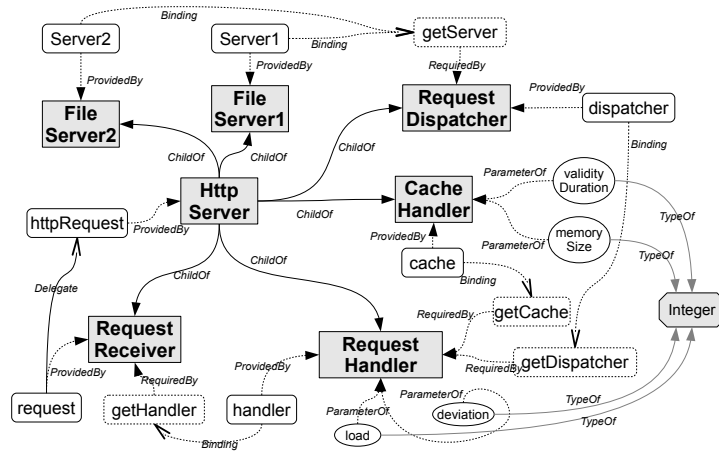 Binding
Server2
Server1
Binding
getServer
ProvidedBy
ProvidedBy
RequiredBy
File
Server2
File
Server1
Request
Dispatcher
ProvidedBy
dispatcher
ChildOf
ChildOf
ChildOf
Binding
Http
Server
Cache
Handler
ParameterOf
validity
Duration
httpRequest
ProvidedBy
ChildOf
TypeOf
ProvidedBy
ParameterOf
memory
Size
TypeOf
cache
Binding
Delegate
ChildOf
ChildOf
getCache
Integer
RequiredBy
Request
Receiver
Request
Handler
getDispatcher
ProvidedBy
RequiredBy
ProvidedBy
RequiredBy
request
getHandler
handler
ParameterOf
ParameterOf
deviation
TypeOf
load
TypeOf
Binding